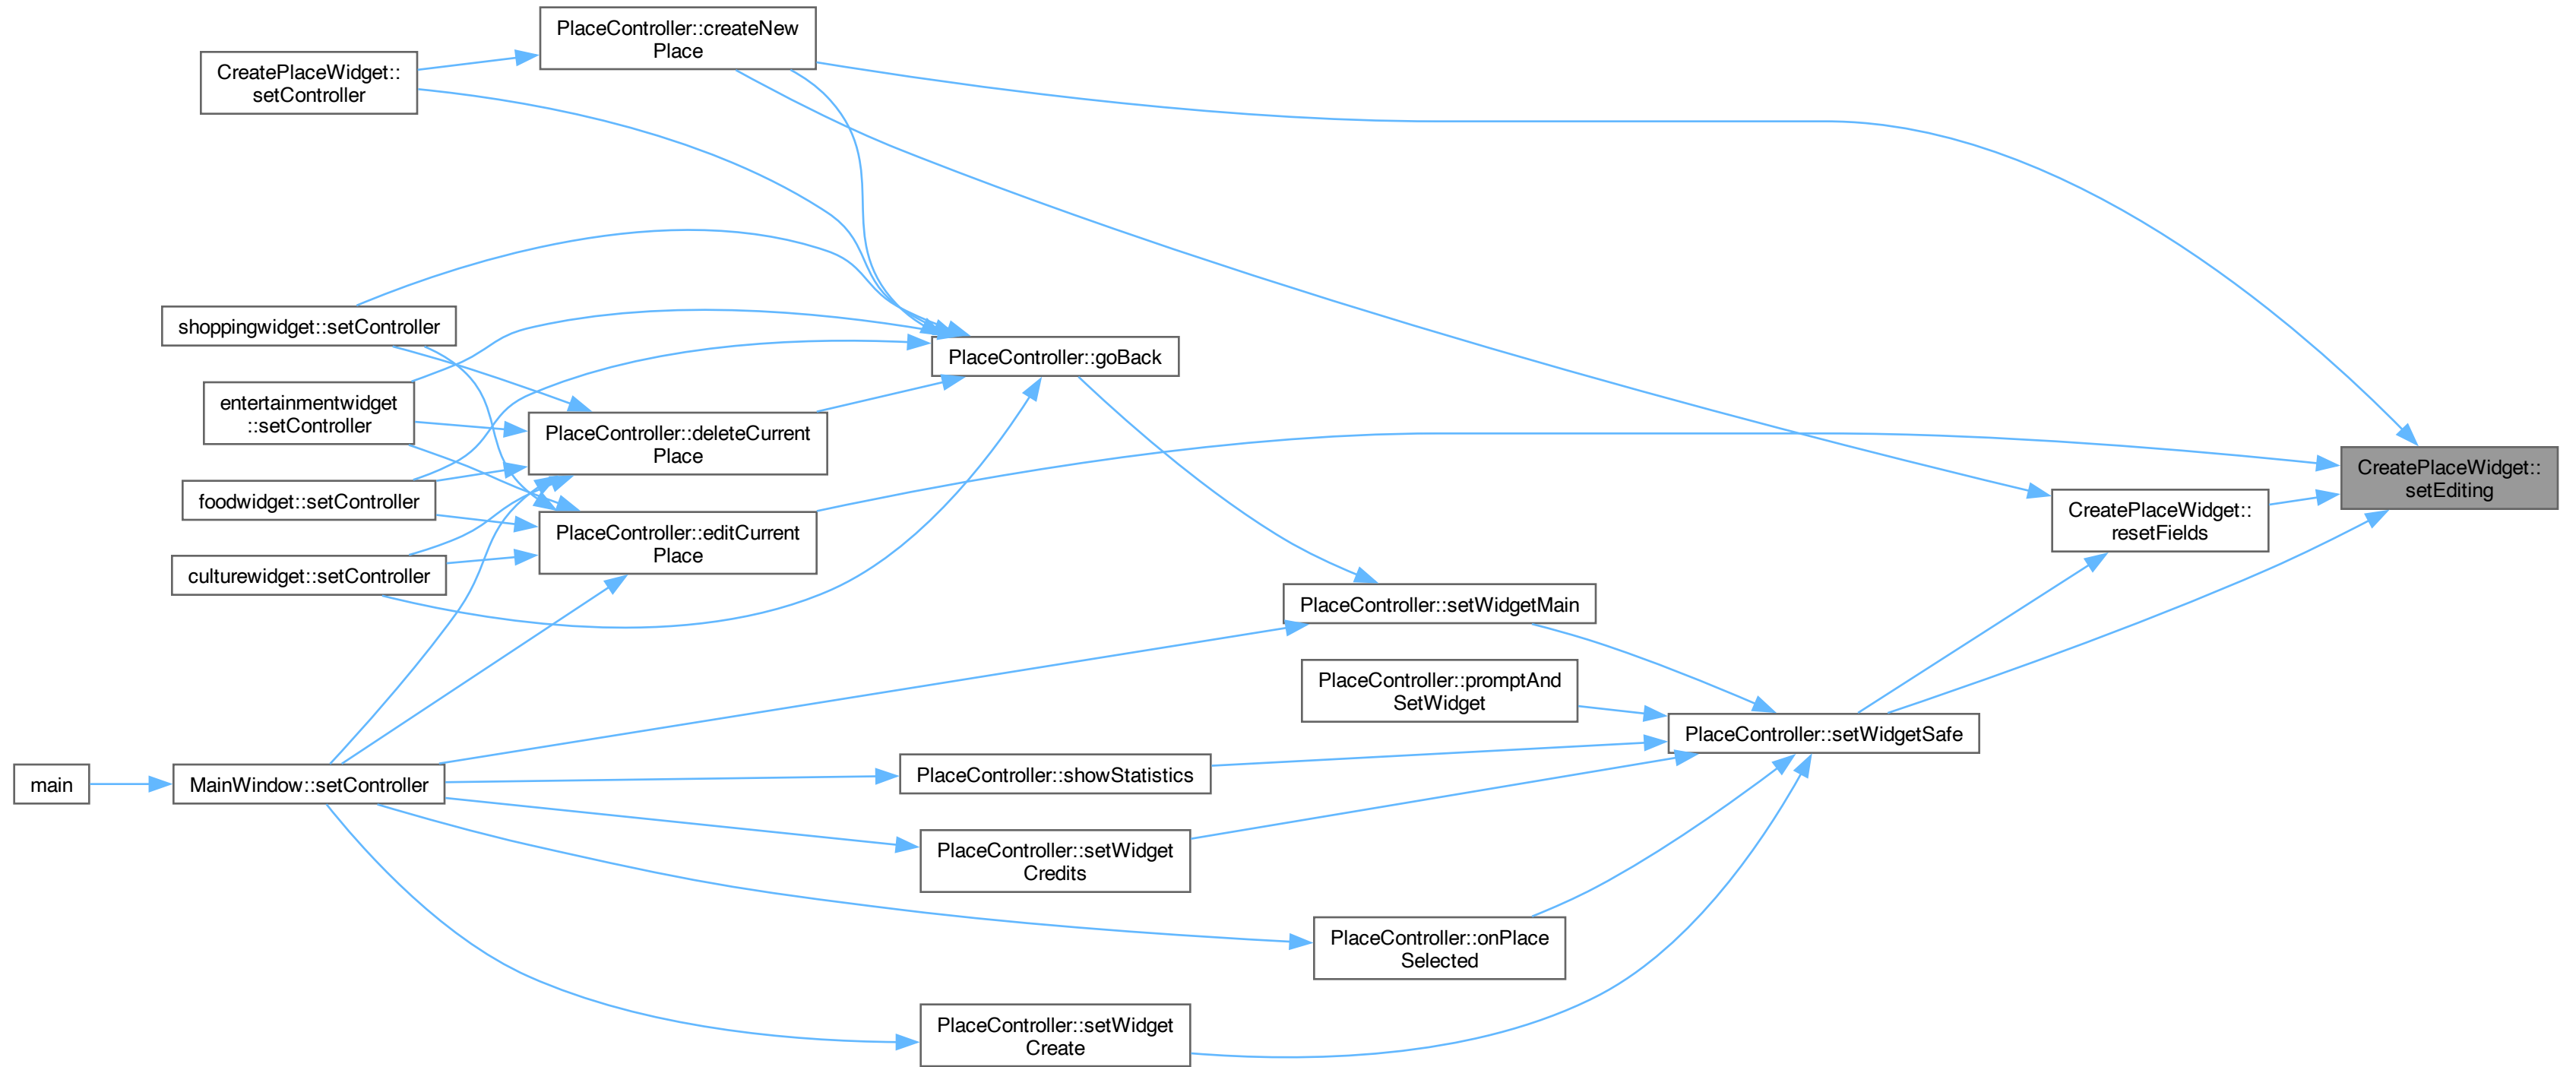 PlaceController::createNew
Place
CreatePlaceWidget::
setController
shoppingwidget::setController
PlaceController::goBack
entertainmentwidget
::setController
PlaceController::deleteCurrent
Place
CreatePlaceWidget::
setEditing
foodwidget::setController
PlaceController::editCurrent
Place
CreatePlaceWidget::
resetFields
culturewidget::setController
PlaceController::setWidgetMain
PlaceController::promptAnd
SetWidget
PlaceController::setWidgetSafe
main
MainWindow::setController
PlaceController::showStatistics
PlaceController::setWidget
Credits
PlaceController::onPlace
Selected
PlaceController::setWidget
Create